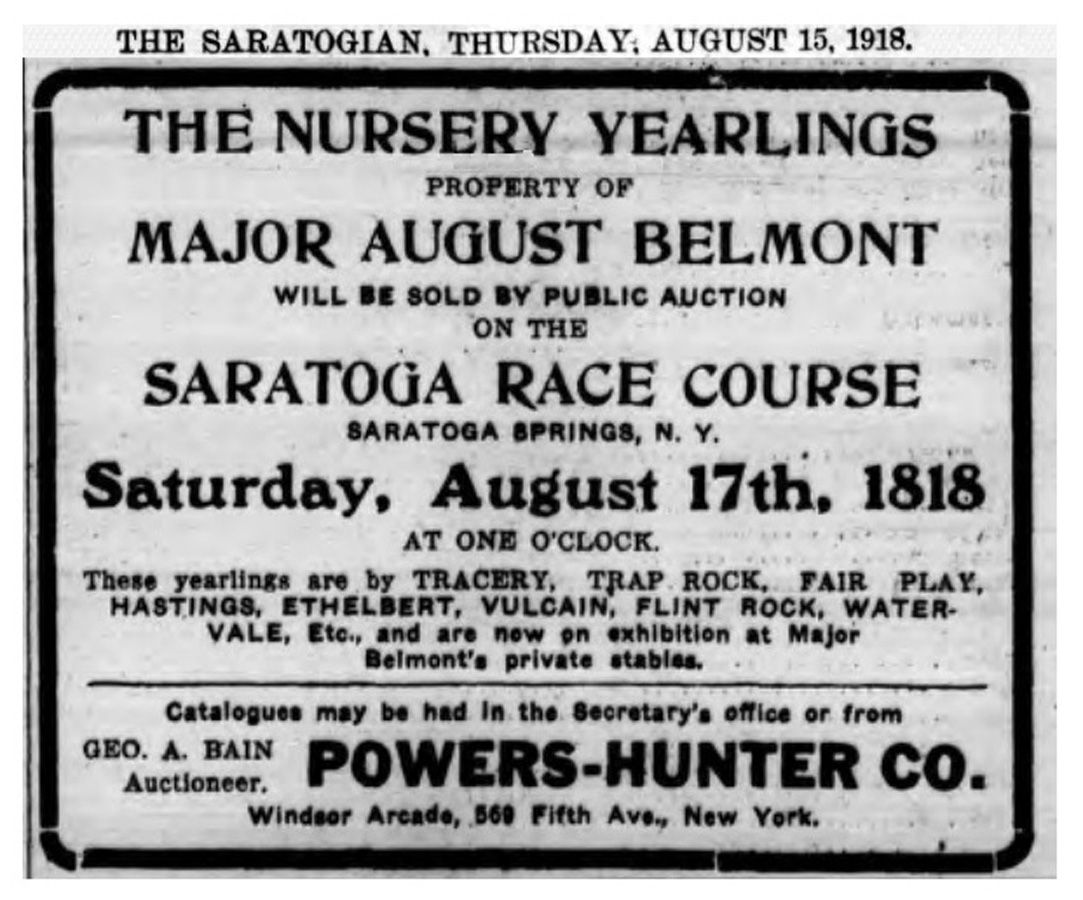 THE SARATOGIAN, THURSDAY, AUGUST 15, 1918.
THE NURSERY YEARLINGS
PROPERTY OF
MAJOR AUGUST BELMONT
WILL BE SOLD BY PUBLIC AUCTION
ON THE
SARATOGA RACE COURSE
SARATOGA SPRINGS, N. Y.
Saturday, August 17th, 1818
AT ONE O'CLOCK.
These yearlings are by TRACERY, TRAP ROCK, FAIR PLAY,
HASTINGS, ETHELBERT, VULCAIN, FLINT ROCK, WATER-
VALE, Etc., and are now on exhibition at Major
Belmont's private stables.
Catalogues may be had in the Secretary's office or from
GEO. A. BAIN
Auctioneer.
POWERS-HUNTER CO.
Windsor Arcade, 569 Fifth Ave., New York.